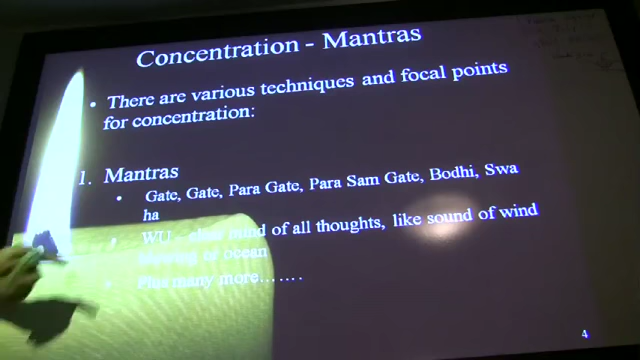 Concentration - Mantras
• There are various techniques and focal points
for concentration:
1. Mantras
• Gate, Gate, Para Gate, Para Sam Gate, Bodhi, Swa
ha
• WU - clear mind of all thoughts, like sound of wind
blowing or ocean
• Plus many more…….
4